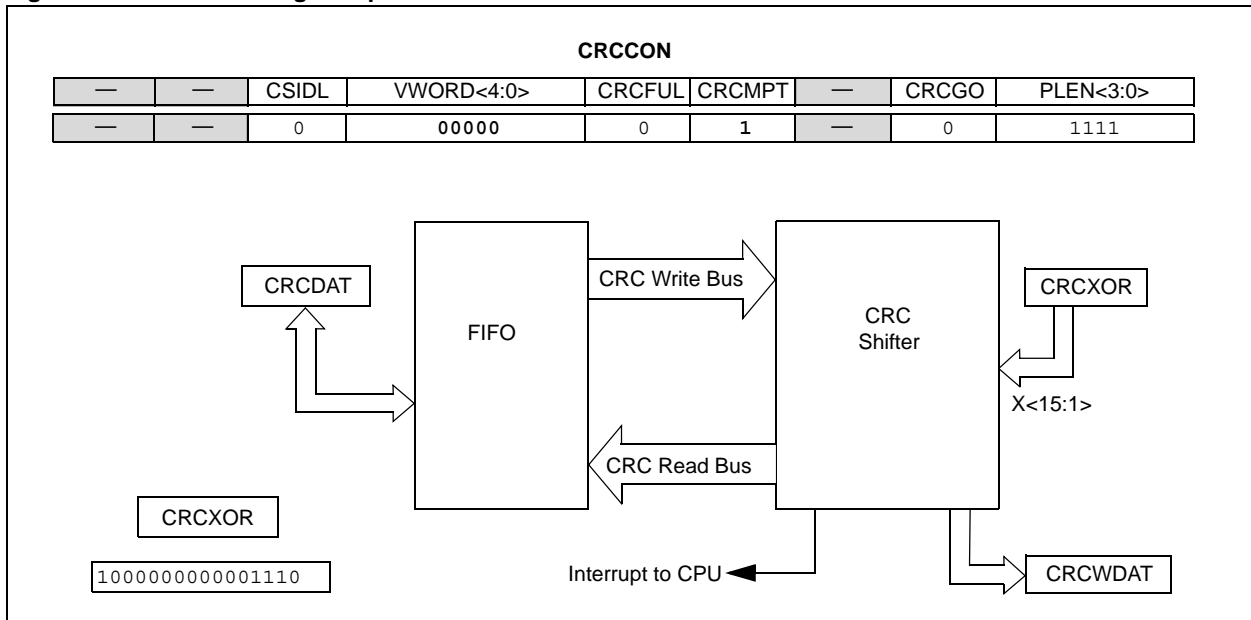 CRCCON
— — CSIDL VWORD<4:0> CRCFUL CRCMPT — CRCGO PLEN<3:0>
— — 0 00000 0 1 — 0 1111
CRC Write Bus
CRCDAT
CRCXOR
FIFO
CRC
Shifter
X<15:1>
CRC Read Bus
CRCXOR
1000000000001110
Interrupt to CPU
CRCWDAT